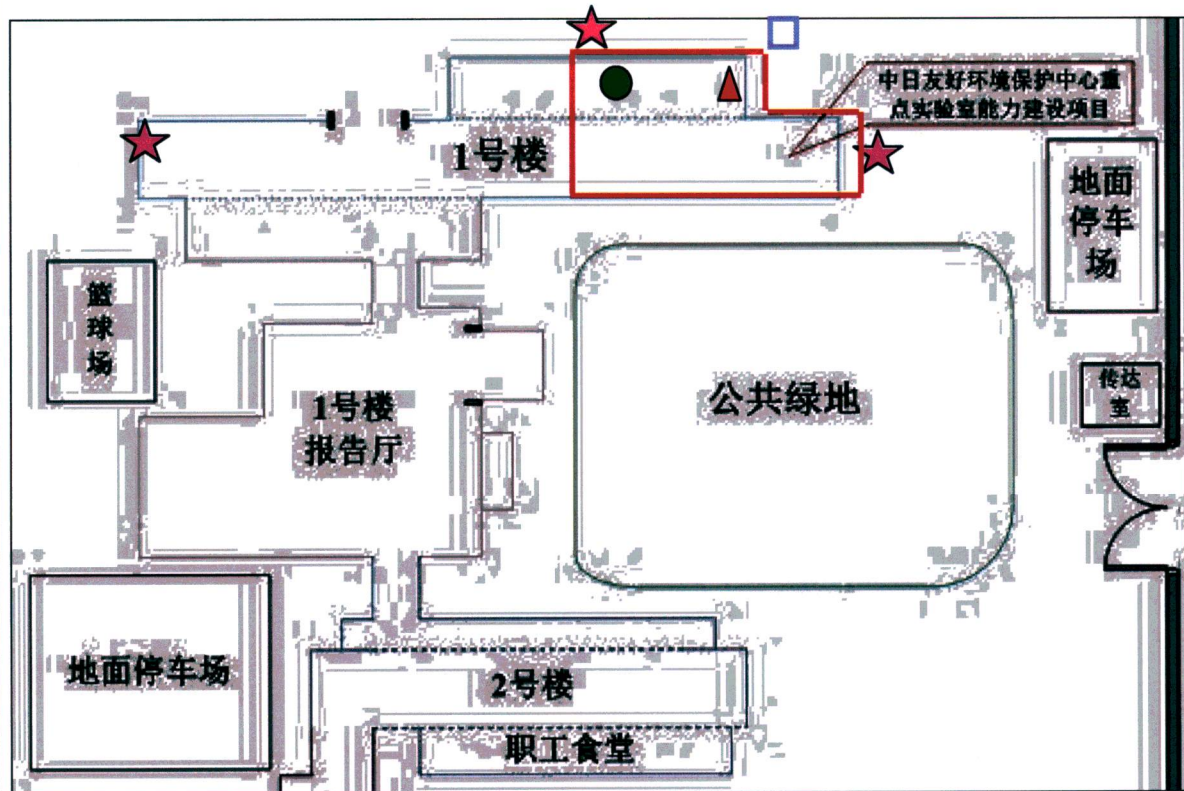 中日友好环境保护中心重
点实验室能力建设项目
1号楼
地面
停车
场
篮
球
场
公共绿地
传达
室
1号楼
报告厅
地面停车场
2号楼
职工食堂